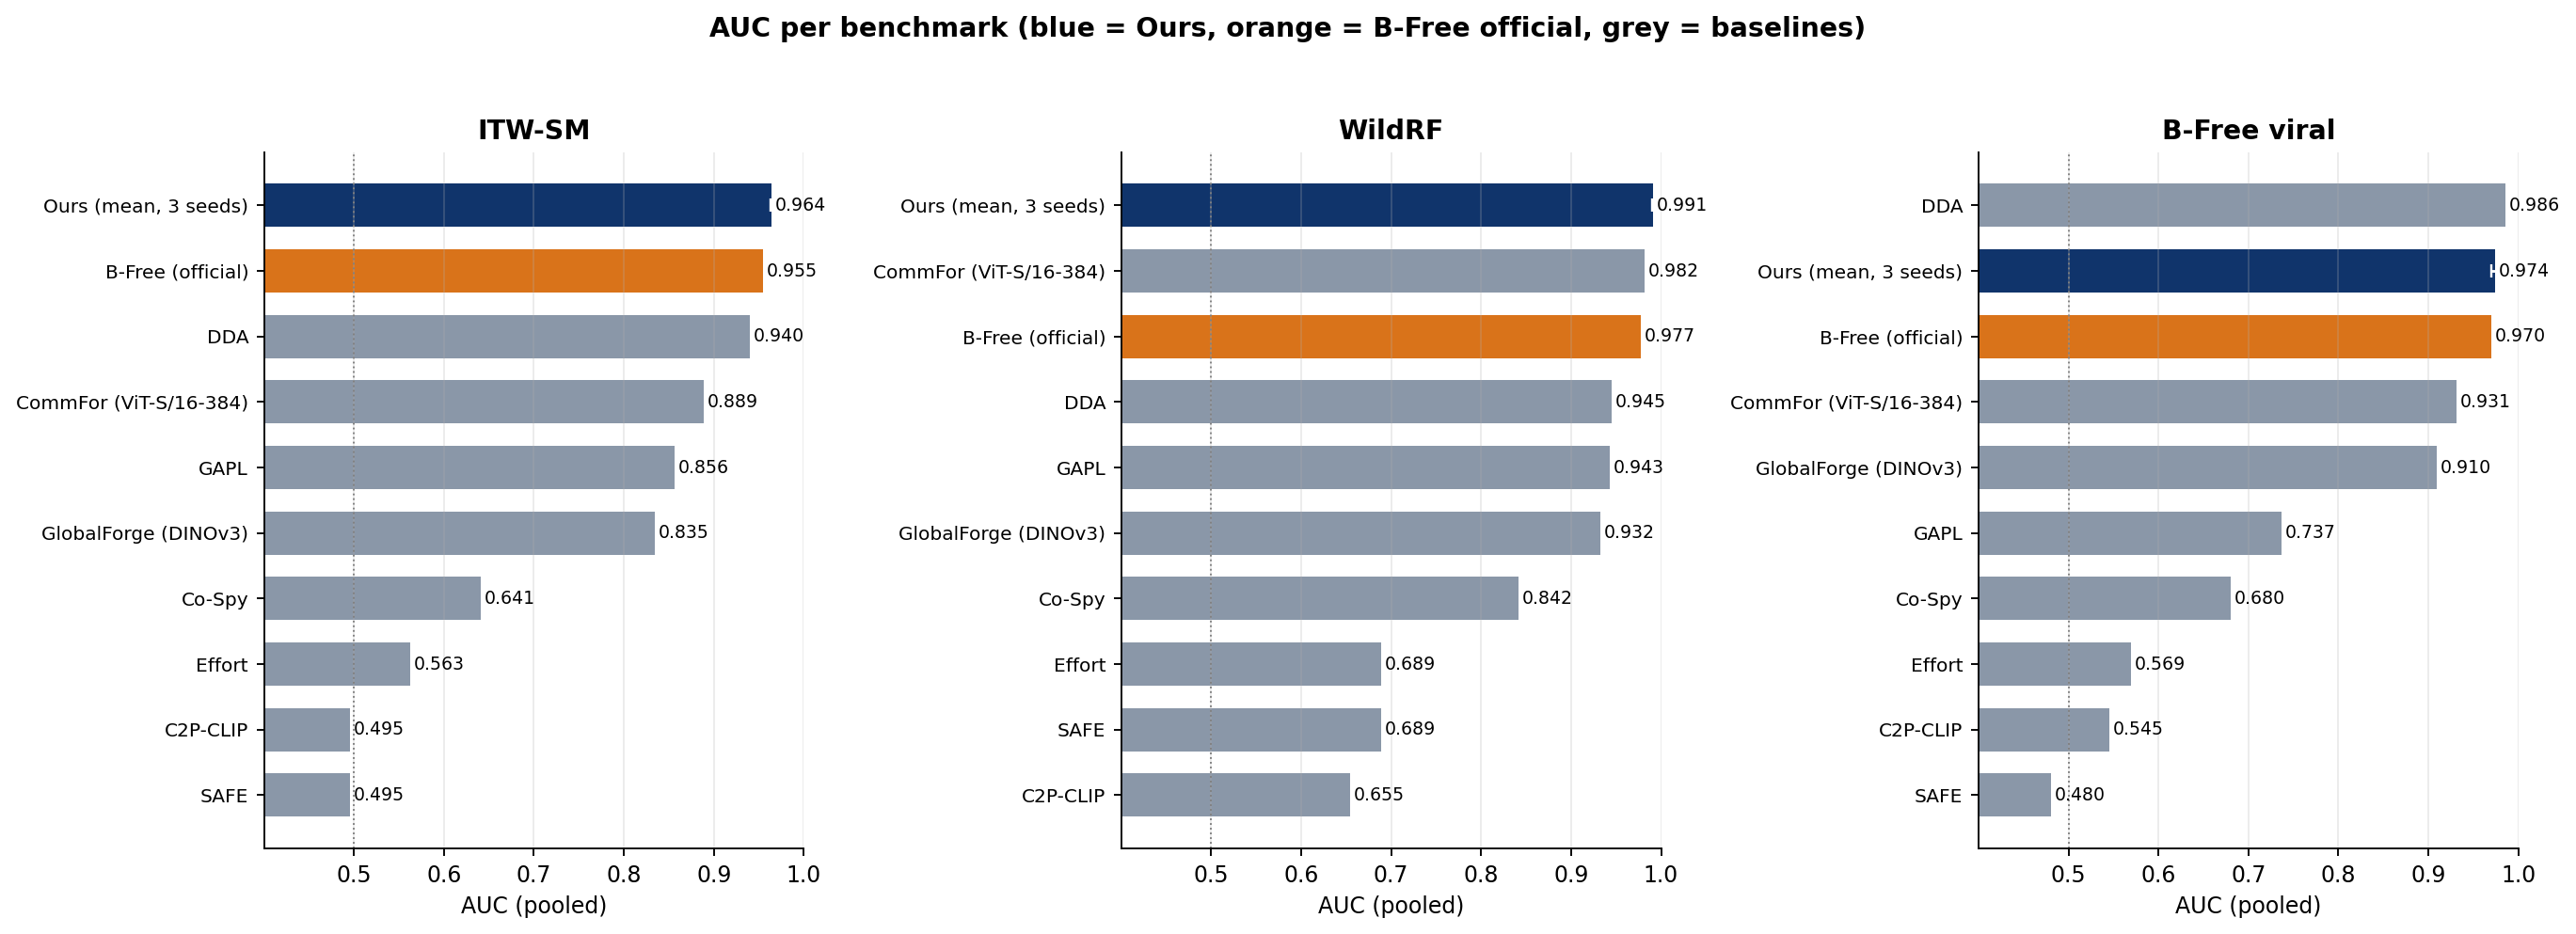 AUC per benchmark (blue = Ours, orange = B-Free official, grey = baselines)
ITW-SM
Ours (mean, 3 seeds) 0.964
B-Free (official) 0.955
DDA 0.940
CommFor (ViT-S/16-384) 0.889
GAPL 0.856
GlobalForge (DINOv3) 0.835
Co-Spy 0.641
Effort 0.563
C2P-CLIP 0.495
SAFE 0.495
0.5 0.6 0.7 0.8 0.9 1.0
AUC (pooled)
WildRF
Ours (mean, 3 seeds) 0.991
CommFor (ViT-S/16-384) 0.982
B-Free (official) 0.977
DDA 0.945
GAPL 0.943
GlobalForge (DINOv3) 0.932
Co-Spy 0.842
Effort 0.689
SAFE 0.689
C2P-CLIP 0.655
0.5 0.6 0.7 0.8 0.9 1.0
AUC (pooled)
B-Free viral
DDA 0.986
Ours (mean, 3 seeds) 0.974
B-Free (official) 0.970
CommFor (ViT-S/16-384) 0.931
GlobalForge (DINOv3) 0.910
GAPL 0.737
Co-Spy 0.680
Effort 0.569
C2P-CLIP 0.545
SAFE 0.480
0.5 0.6 0.7 0.8 0.9 1.0
AUC (pooled)